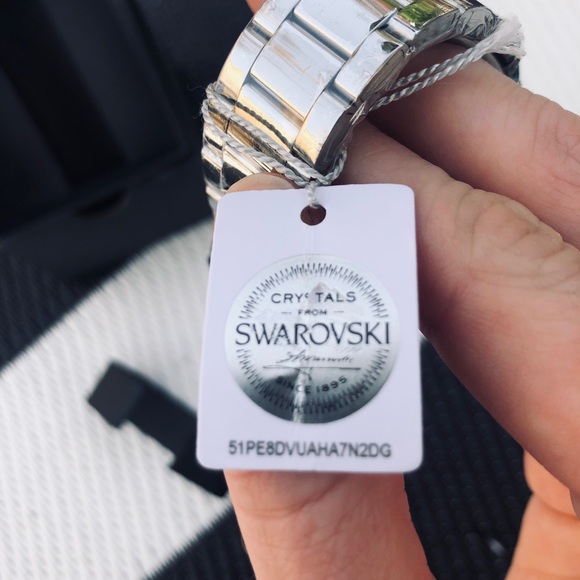 CRYSTALS
FROM
SWAROVSKI
SINCE 1895
51PE8DVUAHA7N2DG